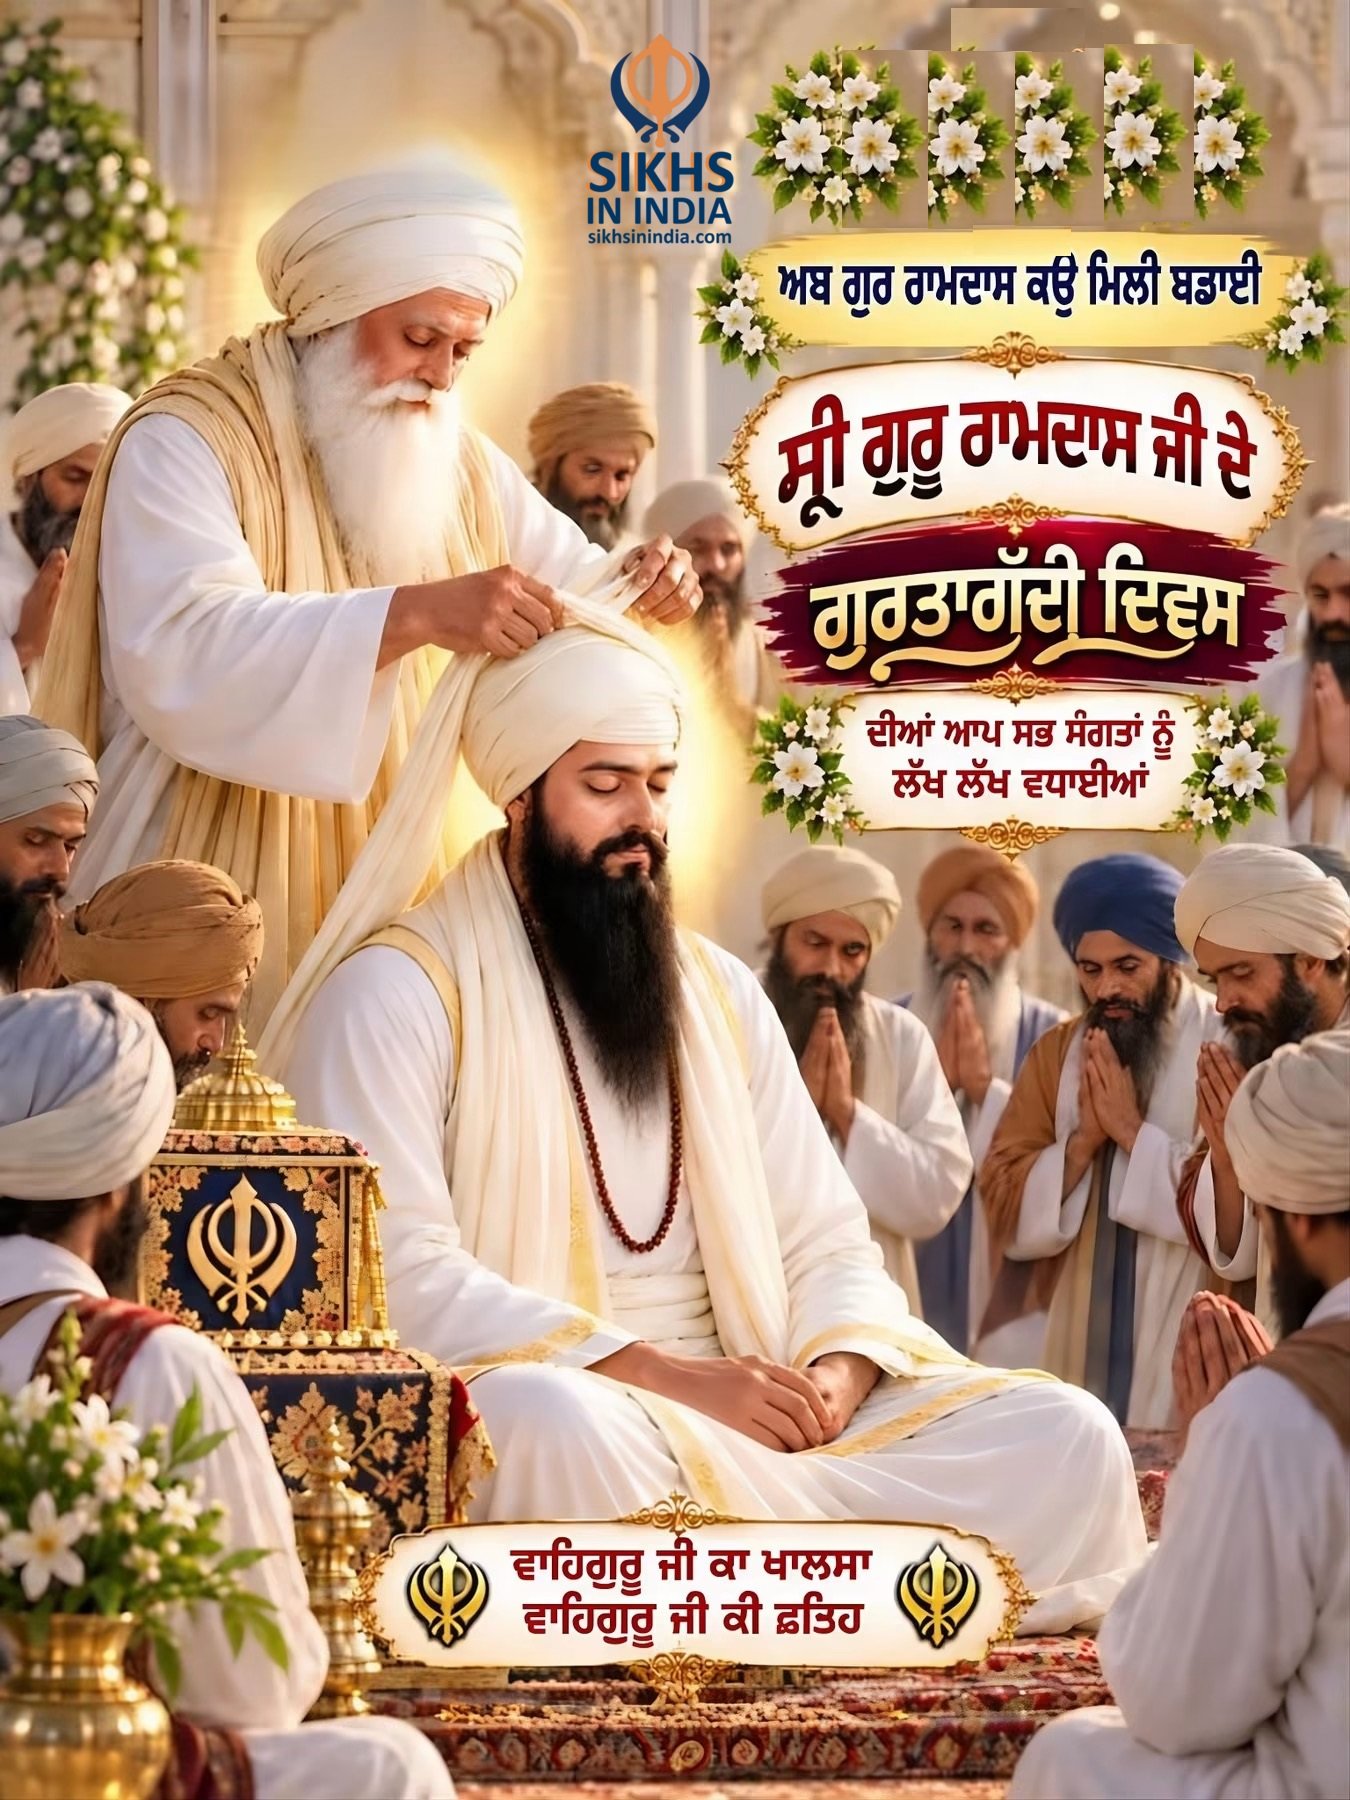 SIKHS
IN INDIA
sikhsinindia.com
ਅਬ ਗੁਰ ਰਾਮਦਾਸ ਕਉ ਮਿਲੀ ਬਡਾਈ
ਸ੍ਰੀ ਗੁਰੂ ਰਾਮਦਾਸ ਜੀ ਦੇ
ਗੁਰਤਾਗੱਦੀ ਦਿਵਸ
ਦੀਆਂ ਆਪ ਸਭ ਸੰਗਤਾਂ ਨੂੰ
ਲੱਖ ਲੱਖ ਵਧਾਈਆਂ
ਵਾਹਿਗੁਰੂ ਜੀ ਕਾ ਖਾਲਸਾ
ਵਾਹਿਗੁਰੂ ਜੀ ਕੀ ਫ਼ਤਿਹ